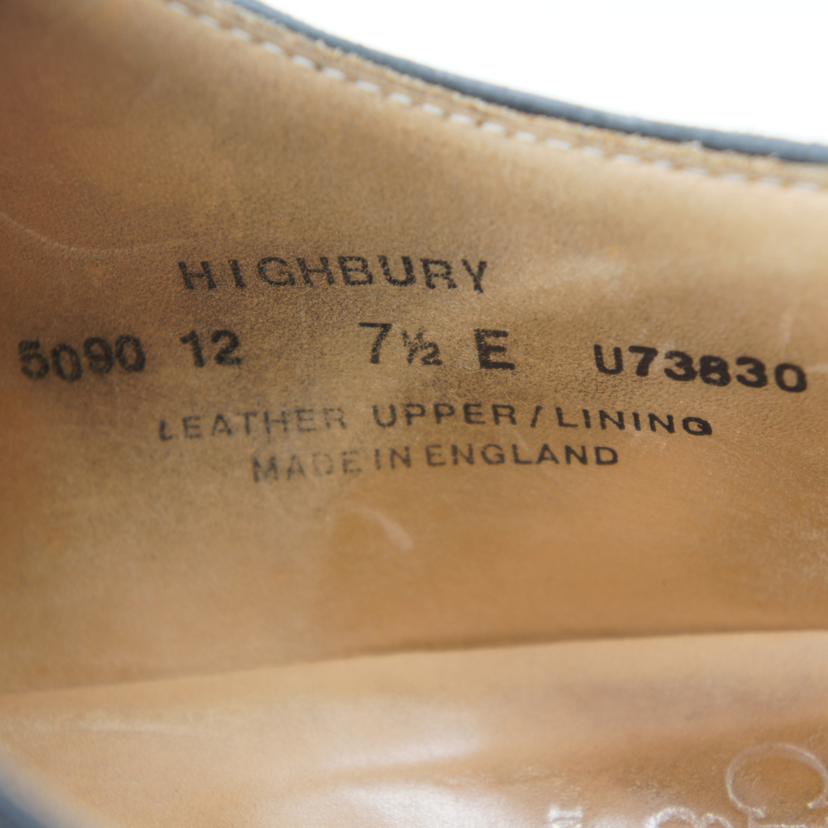 HIGHBURY
5090 12 7½ E U73830
LEATHER UPPER/LINING
MADE IN ENGLAND